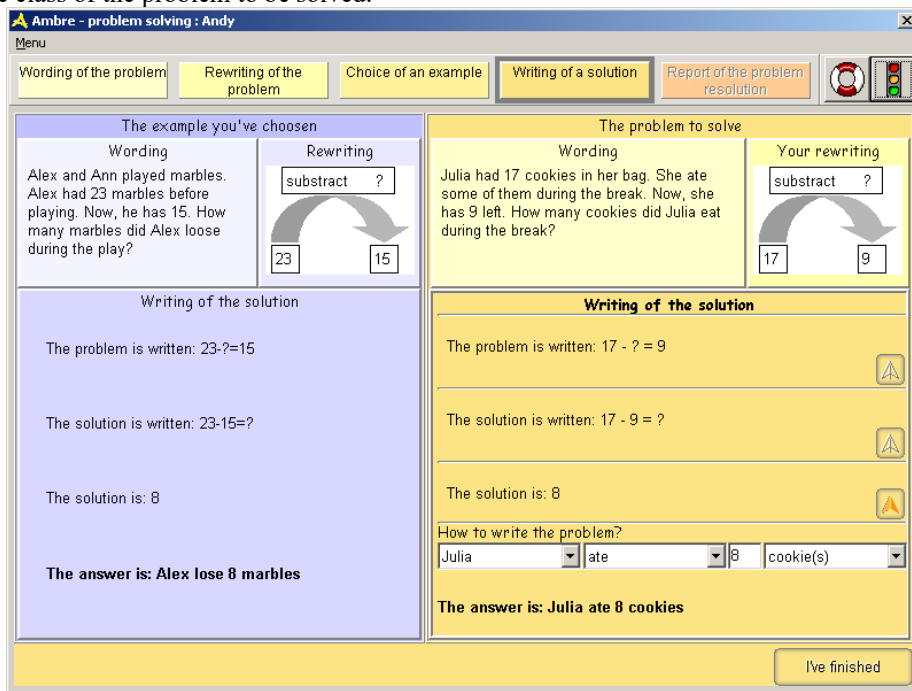 e class of the problem to be solved.
Ambre - problem solving : Andy
Menu
Wording of the problem
Rewriting of the
problem
Choice of an example
Writing of a solution
Report of the problem
resolution
The example you've choosen
Wording
Alex and Ann played marbles.
Alex had 23 marbles before
playing. Now, he has 15. How
many marbles did Alex loose
during the play?
Rewriting
substract ?
23 15
Writing of the solution
The problem is written: 23-?=15
The solution is written: 23-15=?
The solution is: 8
The answer is: Alex lose 8 marbles
The problem to solve
Wording
Julia had 17 cookies in her bag. She ate
some of them during the break. Now, she
has 9 left. How many cookies did Julia eat
during the break?
Your rewriting
substract ?
17 9
Writing of the solution
The problem is written: 17 - ? = 9
The solution is written: 17 - 9 = ?
The solution is: 8
How to write the problem?
Julia ate 8 cookie(s)
The answer is: Julia ate 8 cookies
I've finished